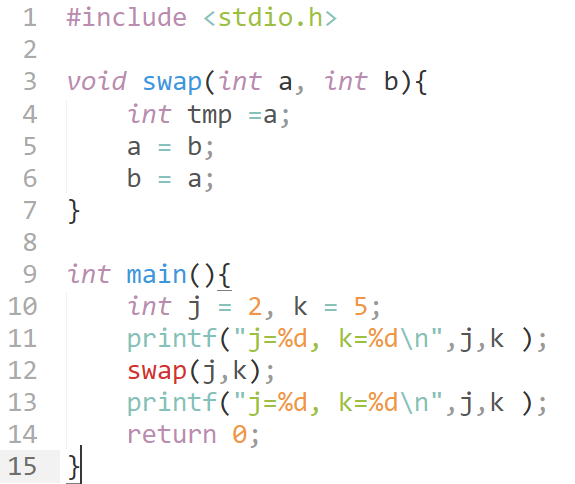 1 #include <stdio.h>
2
3 void swap(int a, int b){
4     int tmp =a;
5     a = b;
6     b = a;
7 }
8
9 int main(){
10     int j = 2, k = 5;
11     printf("j=%d, k=%d\n",j,k );
12     swap(j,k);
13     printf("j=%d, k=%d\n",j,k );
14     return 0;
15 }